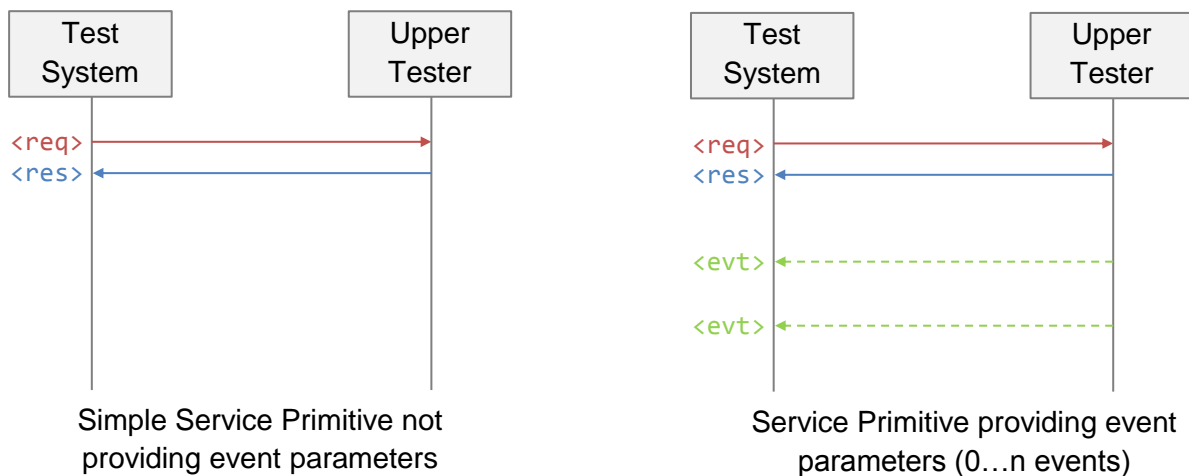 Test
System
Upper
Tester
<req>
<res>
Simple Service Primitive not
providing event parameters
Test
System
Upper
Tester
<req>
<res>
<evt>
<evt>
Service Primitive providing event
parameters (0…n events)